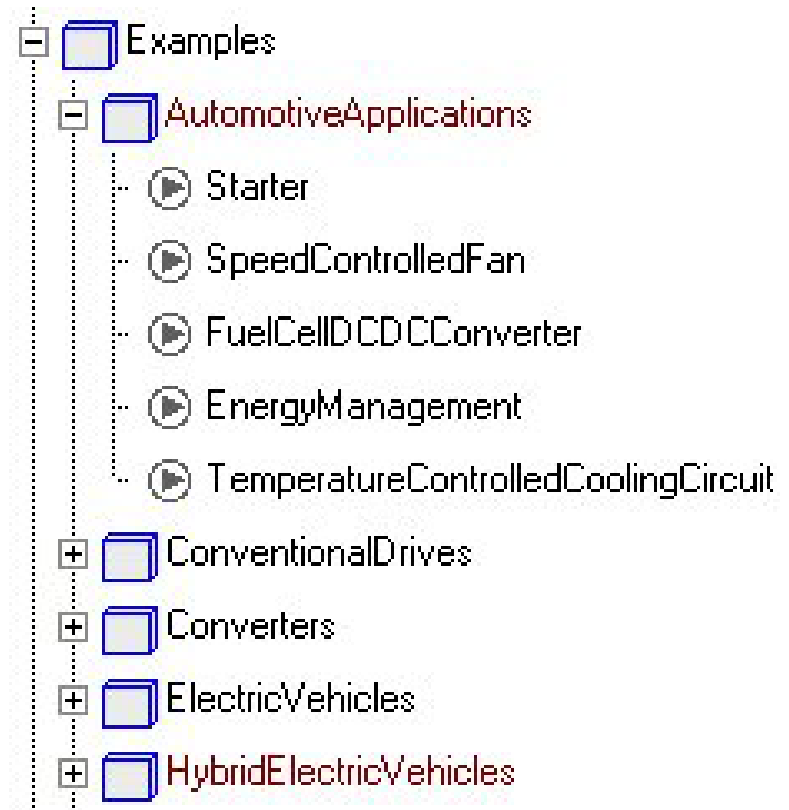 Examples
AutomotiveApplications
Starter
SpeedControlledFan
FuelCellDCDCConverter
EnergyManagement
TemperatureControlledCoolingCircuit
ConventionalDrives
Converters
ElectricVehicles
HybridElectricVehicles